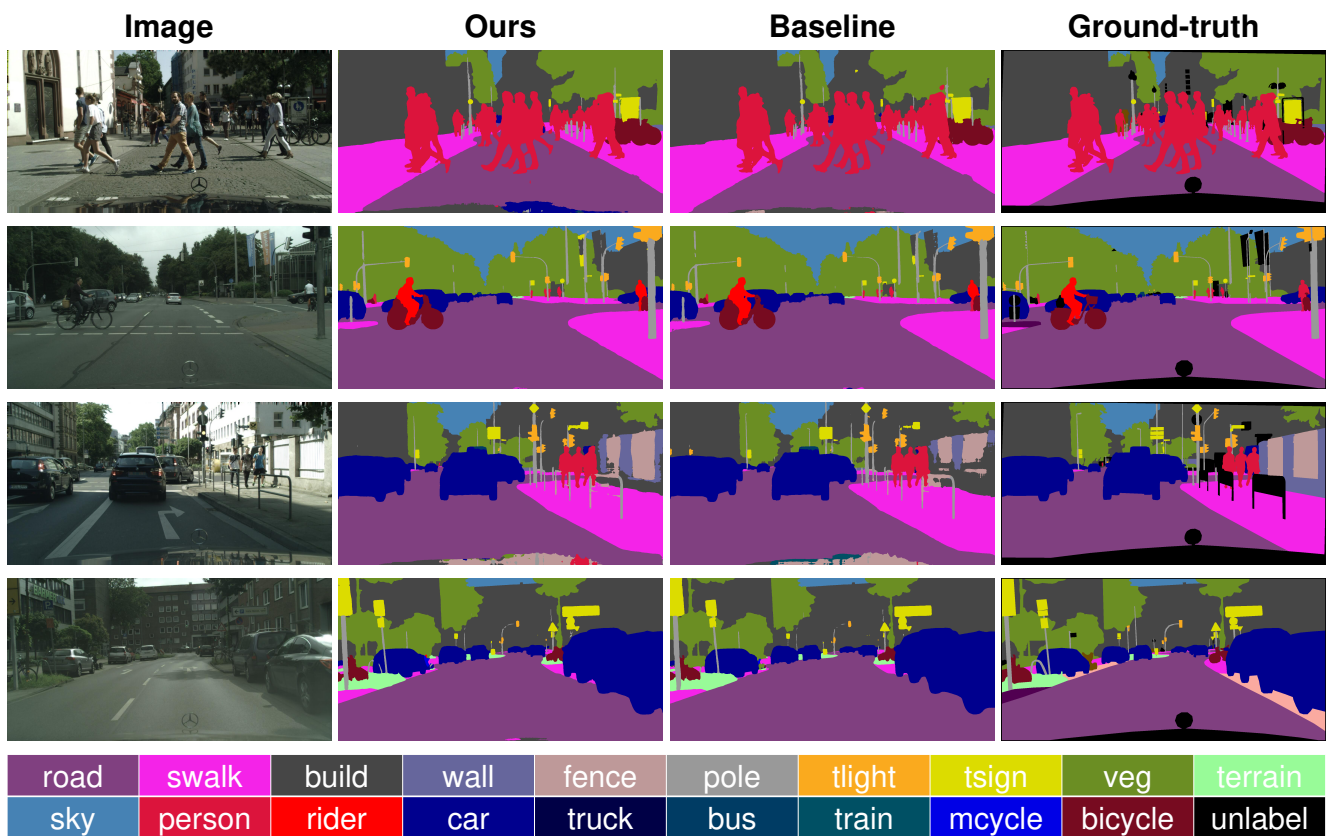 Image Ours Baseline Ground-truth
road swalk build wall fence pole tlight tsign veg terrain
sky person rider car truck bus train mcycle bicycle unlabel